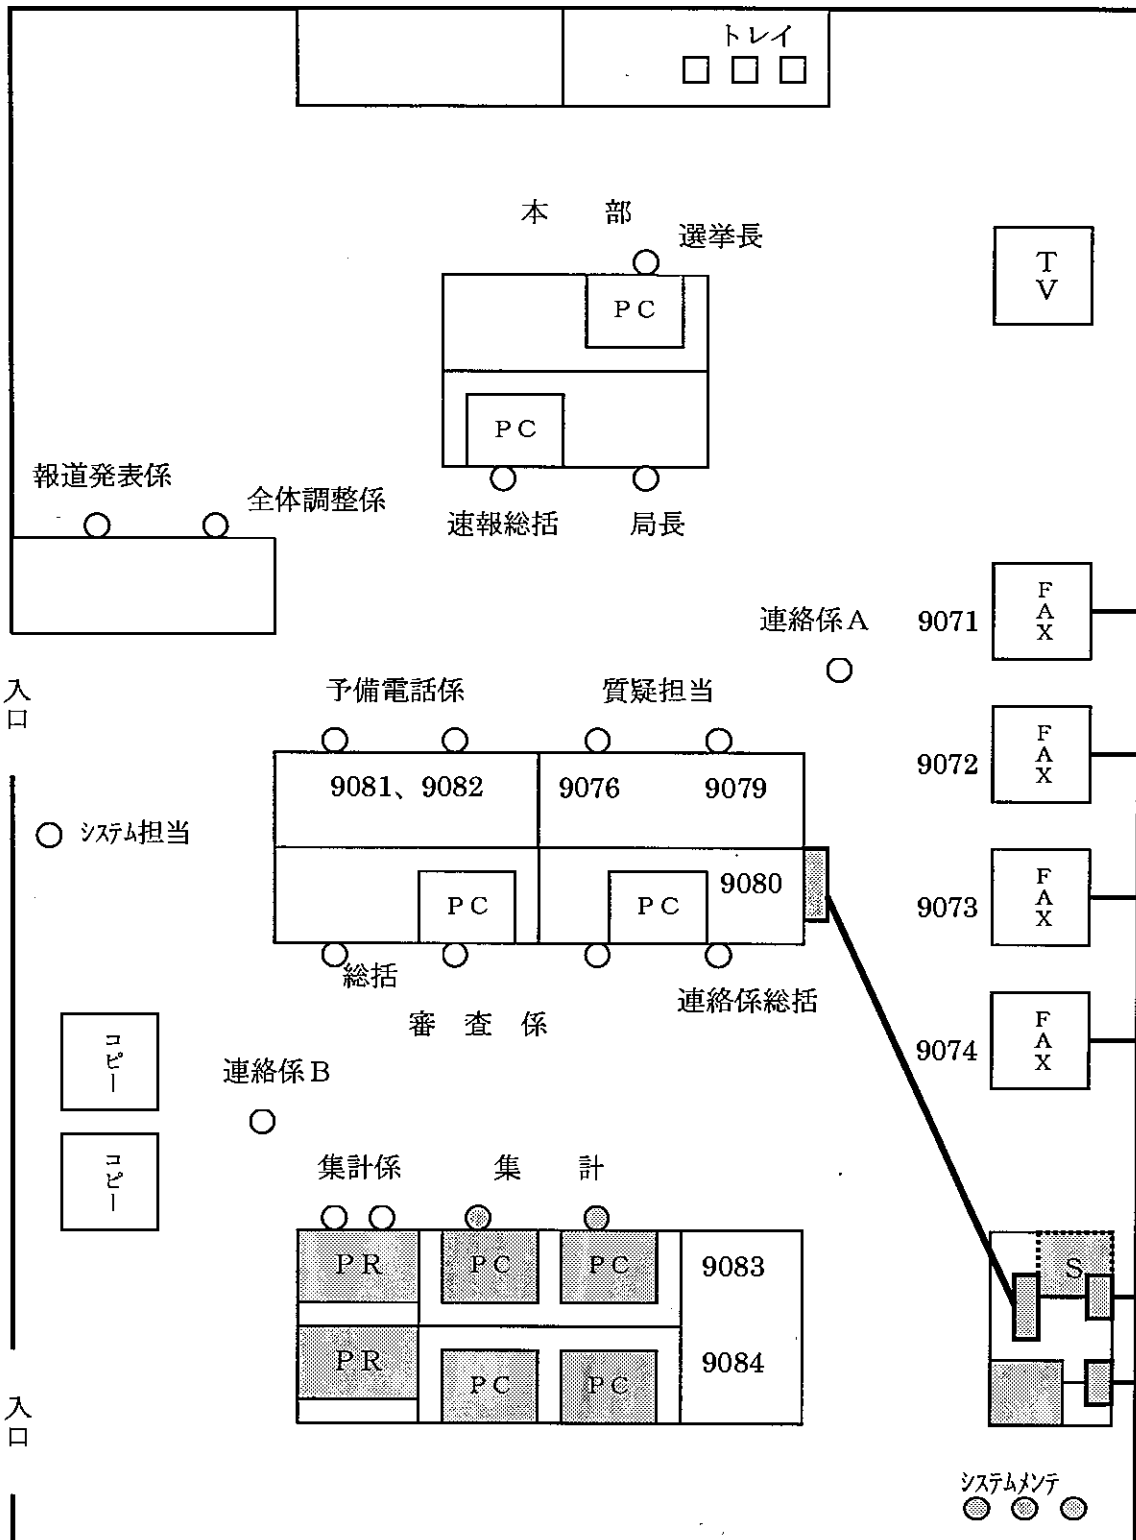 トレイ
本　部
選挙長
PC
TV
PC
報道発表係
全体調整係
速報総括
局長
連絡係A
9071
FAX
入口
予備電話係
質疑担当
9081、9082
9076
9079
9072
FAX
システム担当
PC
PC
9080
9073
FAX
総括
連絡係総括
審　査　係
9074
FAX
コピー
連絡係B
コピー
集計係
集　計
PR
PC
PC
9083
S
PR
PC
PC
9084
入口
システムメンテ